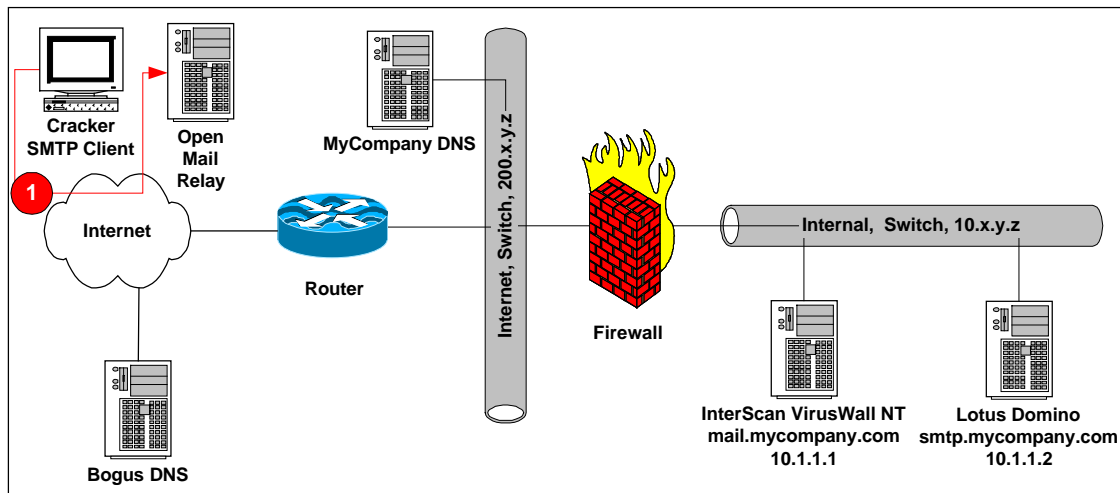 Cracker
SMTP Client
Open
Mail
Relay
MyCompany DNS
1
Internet
Router
Internet, Switch, 200.x.y.z
Firewall
Internal, Switch, 10.x.y.z
Bogus DNS
InterScan VirusWall NT
mail.mycompany.com
10.1.1.1
Lotus Domino
smtp.mycompany.com
10.1.1.2